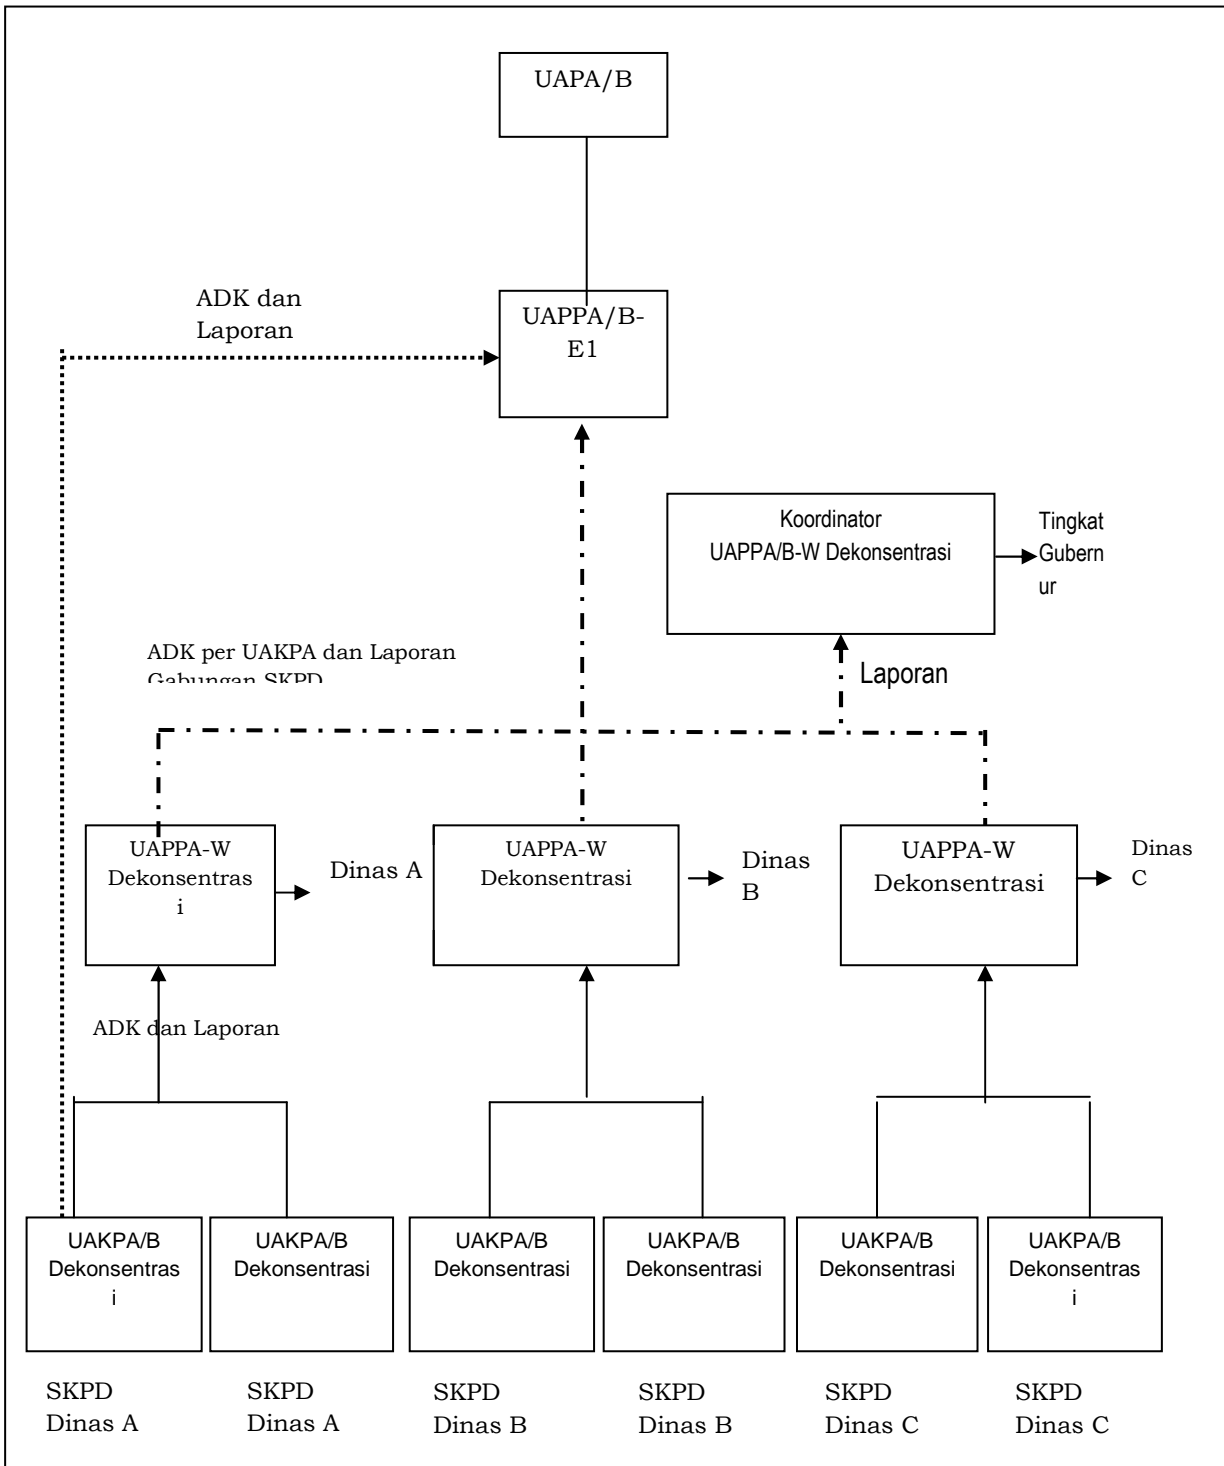 UAPA/B
ADK dan
Laporan
UAPPA/B-
E1
Koordinator
UAPPA/B-W Dekonsentrasi
Tingkat
Gubern
ur
ADK per UAKPA dan Laporan
Gabungan SKPD
Laporan
UAPPA-W
Dekonsentras
i
Dinas A
UAPPA-W
Dekonsentrasi
Dinas
B
UAPPA-W
Dekonsentrasi
Dinas
C
ADK dan Laporan
UAKPA/B
Dekonsentras
i
UAKPA/B
Dekonsentrasi
UAKPA/B
Dekonsentrasi
UAKPA/B
Dekonsentrasi
UAKPA/B
Dekonsentrasi
UAKPA/B
Dekonsentras
i
SKPD
Dinas A
SKPD
Dinas A
SKPD
Dinas B
SKPD
Dinas B
SKPD
Dinas C
SKPD
Dinas C